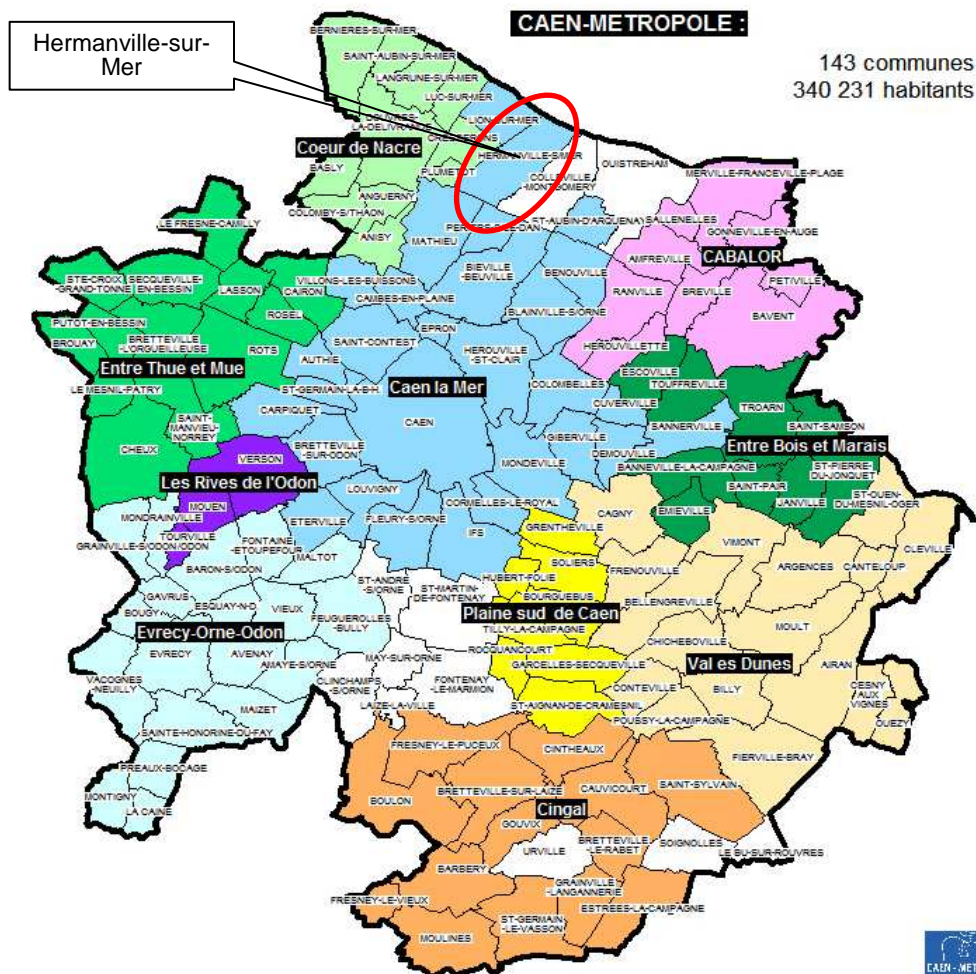 CAEN-METROPOLE :
143 communes
340 231 habitants
Hermanville-sur-
Mer
BERNIERES-SUR-MER
SAINT-AUBIN-SUR-MER
LANGRUNE-SUR-MER
LUC-SUR-MER
LION-SUR-MER
-LA-DELIVRANDE
Coeur de Nacre
HERMANVILLE-S/MER
OUISTREHAM
BASLY
PLUMETOT
COLLEVILLE
-MONTGOMERY
MERVILLE-FRANCEVILLE-PLAGE
ANGUERNY
COLOMBY-S/THAON
ANISY
MATHIEU
ST-AUBIN-D'ARQUENAY
SALLENELLES
GONNEVILLE-EN-AUGE
LE FRESNE-CAMILLY
CABALOR
AMFREVILLE
STE-CROIX
-GRAND-TONNE
SECQUEVILLE-
EN-BESSIN
LASSON
CAIRON
VILLONS-LES-BUISSONS
BIEVILLE
-BEUVILLE
BENOUVILLE
RANVILLE
BREVILLE
PETIVILLE
BAVENT
ROSEL
CAMBES-EN-PLAINE
BLAINVILLE-S/ORNE
PUTOT-EN-BESSIN
BROUAY
BRETTEVILLE
-L'ORGUEILLEUSE
ROTS
EPRON
SAINT-CONTEST
HEROUVILLE
-ST-CLAIR
HEROUVILLETTE
ESCOVILLE
AUTHIE
Entre Thue et Mue
Caen la Mer
LE MESNIL-PATRY
ST-GERMAIN-LA-B.H.
COLOMBELLES
TOUFFREVILLE
CUVERVILLE
TROARN
SAINT-
MANVIEU-
NORREY
CARPIQUET
CAEN
SANNERVILLE
SAINT-SAMSON
CHEUX
VERSON
BRETTEVILLE
-SUR-ODON
GIBERVILLE
DEMOUVILLE
Entre Bois et Marais
MONDEVILLE
BANNEVILLE-LA-CAMPAGNE
ST-PIERRE-
DU-JONQUET
Les Rives de l'Odon
LOUVIGNY
SAINT-PAIR
MOUEN
CORMELLES-LE-ROYAL
CAGNY
EMIEVILLE
JANVILLE
ST-OUEN-
DU-MESNIL-OGER
MONDRAINVILLE
ETERVILLE
FLEURY-S/ORNE
IFS
GRENTHEVILLE
TOURVILLE
GRAINVILLE-S/ODON
FONTAINE
-ETOUPEFOUR
MALTOT
VIMONT
CLEVILLE
BARON-S/ODON
SOLIERS
FRENOUVILLE
ARGENCES
CANTELOUP
ST-ANDRE
-S/ORNE
ST-MARTIN
-DE-FONTENAY
HUBERT-FOLIE
BOURGUEBUS
GAVRUS
BOUGY
ESQUAY-N-D
VIEUX
FEUGUEROLLES
-BULLY
BELLENGREVILLE
Plaine sud de Caen
Evrecy-Orne-Odon
TILLY-LA-CAMPAGNE
CHICHEBOVILLE
MOULT
EVRECY
AVENAY
MAY-SUR-ORNE
ROCQUANCOURT
AMAYE-S/ORNE
GARCELLES-SECQUEVILLE
Val es Dunes
AIRAN
VACOGNES
-NEUILLY
CLINCHAMPS
-S/ORNE
FONTENAY
-LE-MARMION
CONTEVILLE
BILLY
CESNY
AUX
VIGNES
MAIZET
LAIZE-LA-VILLE
ST-AIGNAN-DE-CRAMESNIL
POUSSY-LA-CAMPAGNE
OUEZY
SAINTE-HONORINE-DU-FAY
FRESNEY-LE-PUCEUX
CINTHEAUX
FIERVILLE-BRAY
PREAUX-BOCAGE
SAINT-SYLVAIN
MONTIGNY
LA CAINE
BOULON
BRETTEVILLE-SUR-LAIZE
CAUVICOURT
Cingal
GOUVIX
BRETTEVILLE
-LE-RABET
SOIGNOLLES
URVILLE
LE BU-SUR-ROUVRES
BARBERY
GRAINVILLE
-LANGANNERIE
FRESNEY-LE-VIEUX
ESTREES-LA-CAMPAGNE
ST-GERMAIN
-LE-VASSON
MOULINES
CAEN-MET